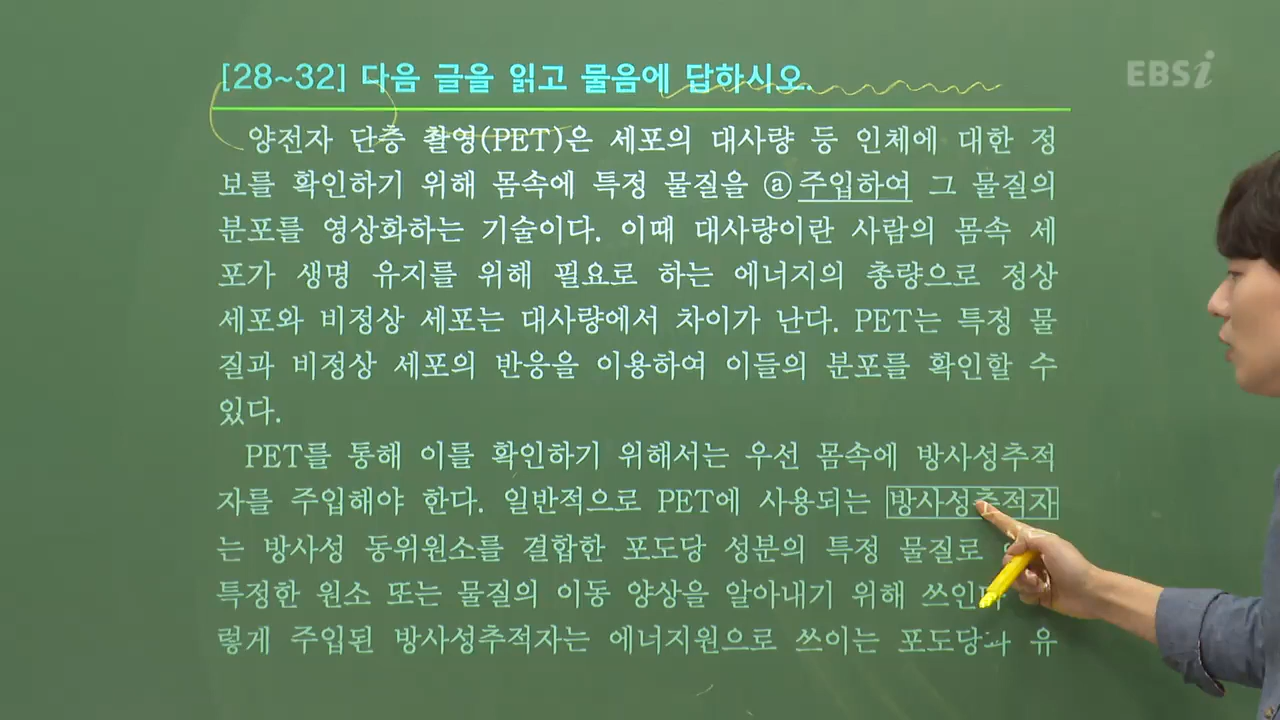 [28~32] 다음 글을 읽고 물음에 답하시오.
EBSi
양전자 단층 촬영(PET)은 세포의 대사량 등 인체에 대한 정
보를 확인하기 위해 몸속에 특정 물질을 ⓐ주입하여 그 물질의
분포를 영상화하는 기술이다. 이때 대사량이란 사람의 몸속 세
포가 생명 유지를 위해 필요로 하는 에너지의 총량으로 정상
세포와 비정상 세포는 대사량에서 차이가 난다. PET는 특정 물
질과 비정상 세포의 반응을 이용하여 이들의 분포를 확인할 수
있다.
PET를 통해 이를 확인하기 위해서는 우선 몸속에 방사성추적
자를 주입해야 한다. 일반적으로 PET에 사용되는 방사성추적자
는 방사성 동위원소를 결합한 포도당 성분의 특정 물질로
특정한 원소 또는 물질의 이동 양상을 알아내기 위해
렇게 주입된 방사성추적자는 에너지원으로 쓰이는 포도당과 유